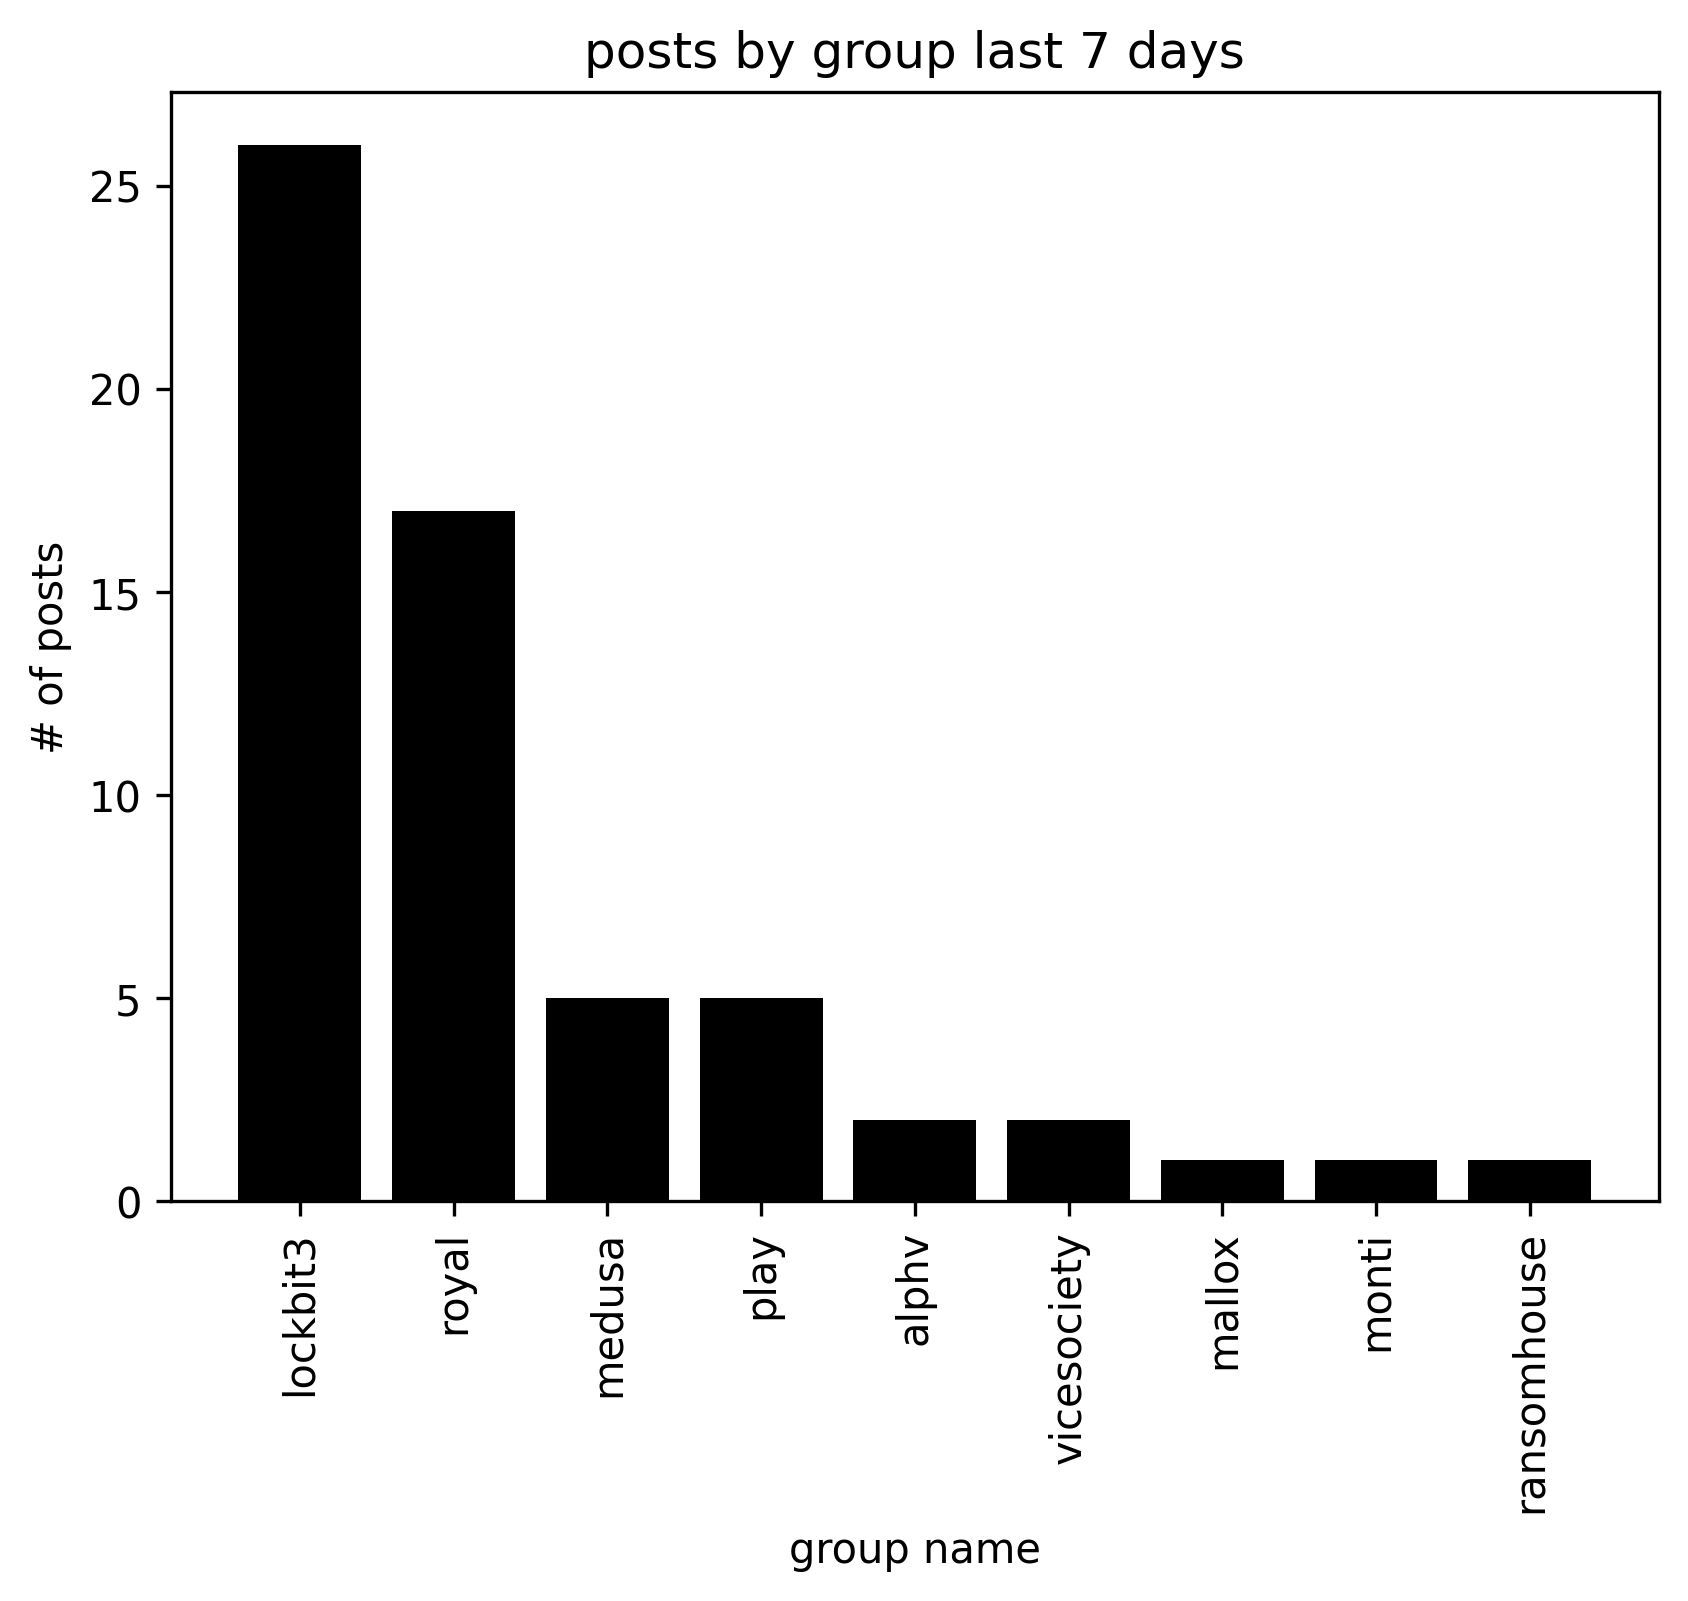 posts by group last 7 days
# of posts
25
20
15
10
5
0
lockbit3
royal
medusa
play
alphv
vicesociety
mallox
monti
ransomhouse
group name